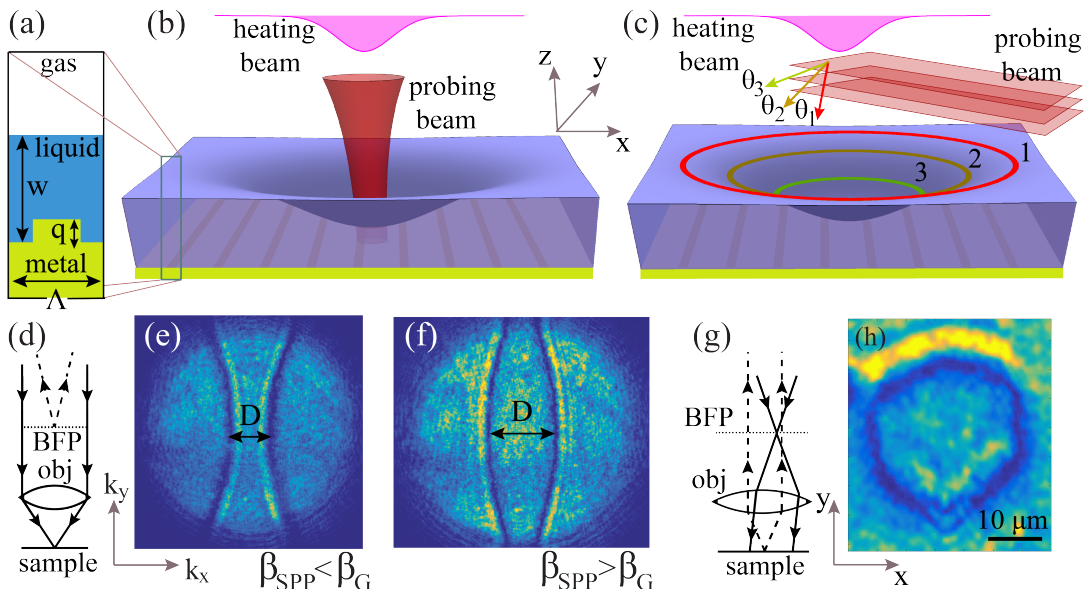 (a)
gas
liquid
w
q
metal
Λ
(b)
heating
beam
probing
beam
z
y
x
(c)
heating
beam
probing
beam
θ3
θ2
θ1
1
2
3
(d)
BFP
obj
sample
ky
kx
(e)
D
βSPP<βG
(f)
D
βSPP>βG
(g)
BFP
obj
sample
y
x
(h)
10 μm